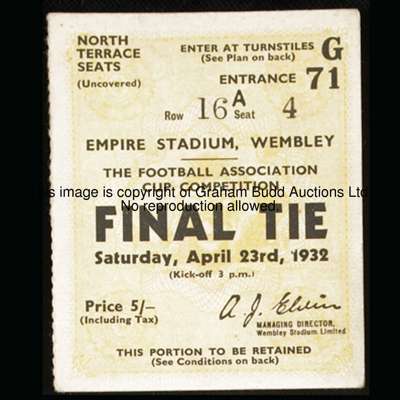 NORTH
TERRACE
SEATS
(Uncovered)
ENTER AT TURNSTILES G
(See Plan on back)
ENTRANCE 71
Row 16 A Seat 4
EMPIRE STADIUM, WEMBLEY
THE FOOTBALL ASSOCIATION
CUP COMPETITION
is image is copyright of Graham Budd Auctions Ltd
No reproduction allowed.
FINAL TIE
Saturday, April 23rd, 1932
(Kick-off 3 p.m.)
Price 5/-
(Including Tax)
A. J. Elvin
MANAGING DIRECTOR,
Wembley Stadium Limited
THIS PORTION TO BE RETAINED
(See Conditions on back.)